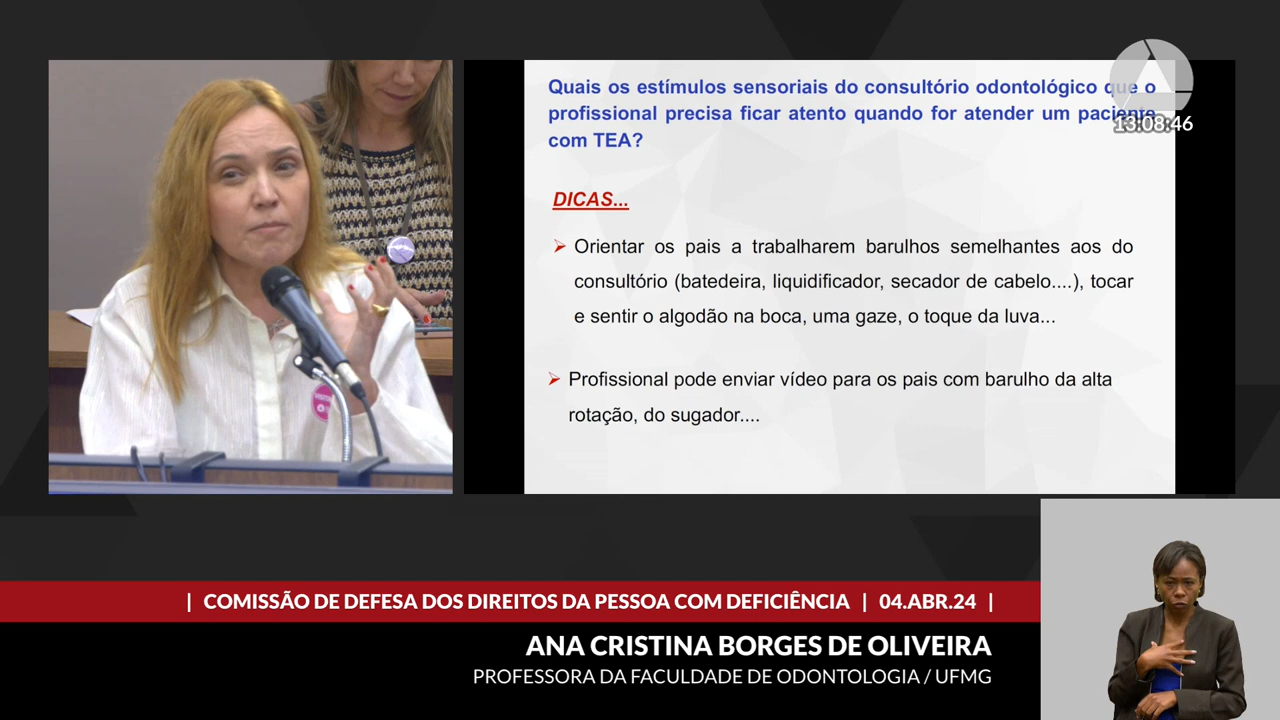 Quais os estímulos sensoriais do consultório odontológico que o
profissional precisa ficar atento quando for atender um paciente
com TEA?
13:08:46
DICAS...
Orientar os pais a trabalharem barulhos semelhantes aos do
consultório (batedeira, liquidificador, secador de cabelo....), tocar
e sentir o algodão na boca, uma gaze, o toque da luva...
Profissional pode enviar vídeo para os pais com barulho da alta
rotação, do sugador....
| COMISSÃO DE DEFESA DOS DIREITOS DA PESSOA COM DEFICIÊNCIA | 04.ABR.24 |
ANA CRISTINA BORGES DE OLIVEIRA
PROFESSORA DA FACULDADE DE ODONTOLOGIA / UFMG